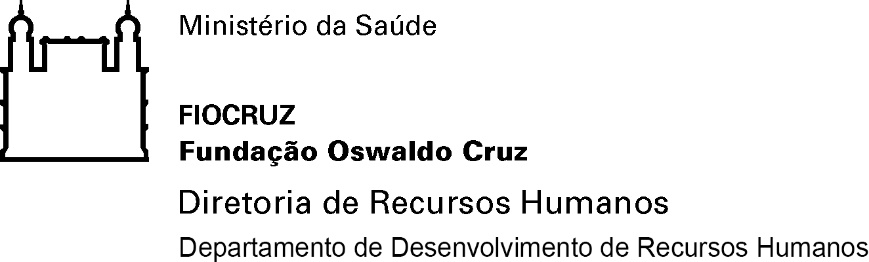 Ministério da Saúde
FIOCRUZ
Fundação Oswaldo Cruz
Diretoria de Recursos Humanos
Departamento de Desenvolvimento de Recursos Humanos